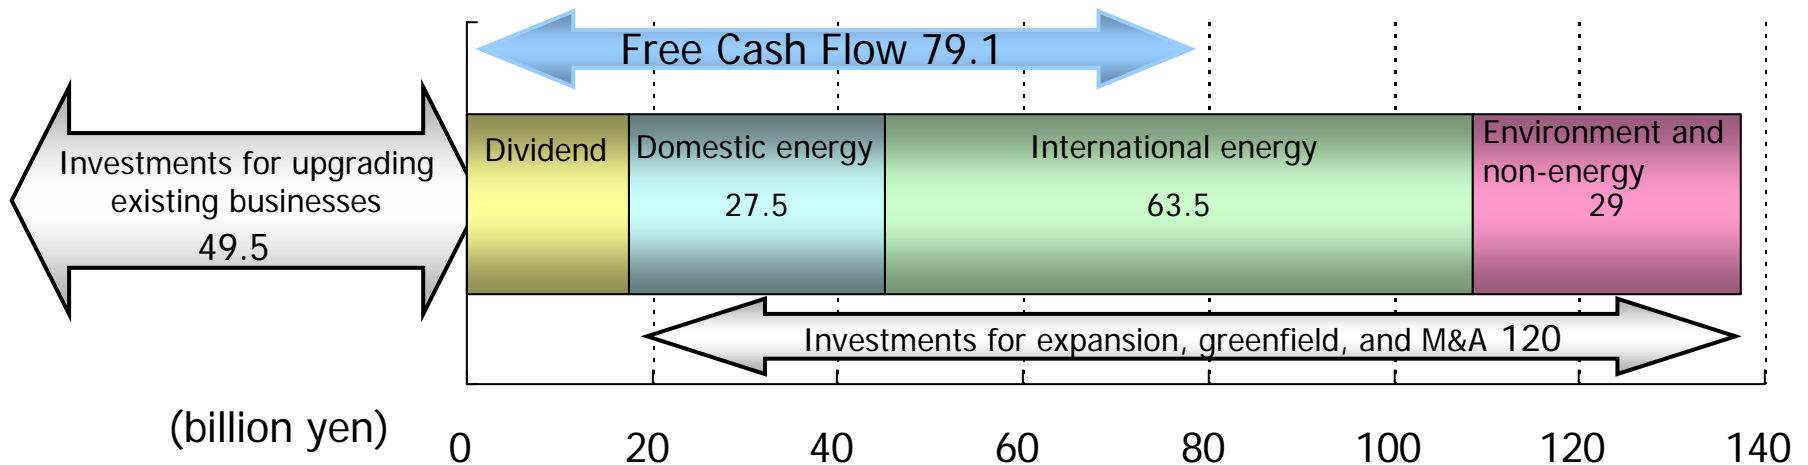 Free Cash Flow 79.1
Investments for upgrading
existing businesses
49.5
Dividend
Domestic energy
27.5
International energy
63.5
Environment and
non-energy
29
Investments for expansion, greenfield, and M&A 120
(billion yen)
0 20 40 60 80 100 120 140